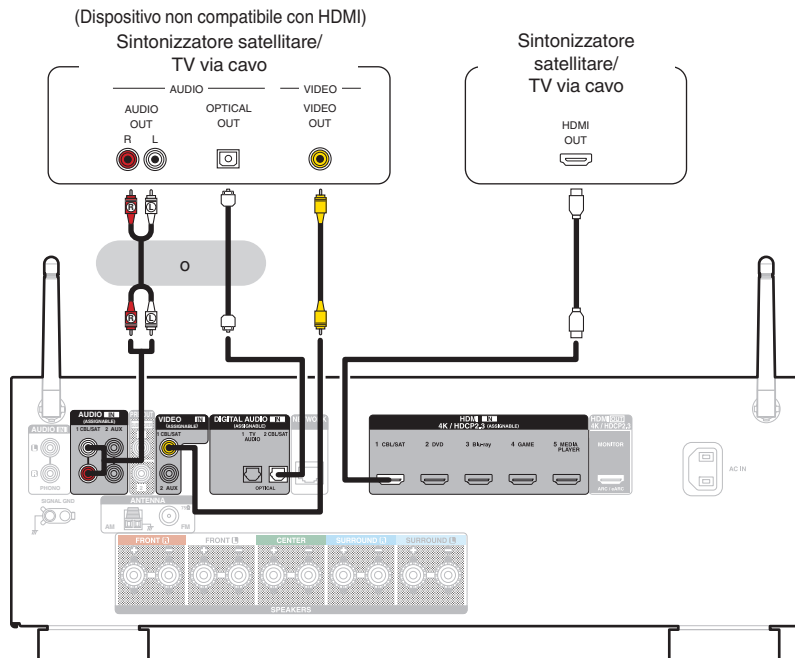 (Dispositivo non compatibile con HDMI)
Sintonizzatore satellitare/
TV via cavo
AUDIO
VIDEO
AUDIO
OUT
R L
OPTICAL
OUT
VIDEO
OUT
Sintonizzatore
satellitare/
TV via cavo
HDMI
OUT
R L
o
R L
AUDIO IN
PHONO
SIGNAL GND
AUDIO IN
(ASSIGNABLE)
1 CBL/SAT 2 AUX
VIDEO IN
(ASSIGNABLE)
1 CBL/SAT
2 AUX
DIGITAL AUDIO IN
(ASSIGNABLE)
1 TV
AUDIO
2 CBL/SAT
OPTICAL
NETWORK
HDMI IN
4K / HDCP2.3 (ASSIGNABLE)
1 CBL/SAT 2 DVD 3 Blu-ray 4 GAME 5 MEDIA
PLAYER
HDMI OUT
4K / HDCP2.3
MONITOR
ARC / eARC
AC IN
ANTENNA
AM
FM
75Ω
FRONT R FRONT L CENTER SURROUND R SURROUND L
SPEAKERS